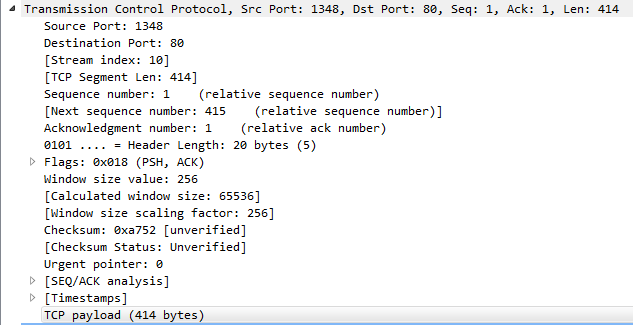 Transmission Control Protocol, Src Port: 1348, Dst Port: 80, Seq: 1, Ack: 1, Len: 414
Source Port: 1348
Destination Port: 80
[Stream index: 10]
[TCP Segment Len: 414]
Sequence number: 1    (relative sequence number)
[Next sequence number: 415    (relative sequence number)]
Acknowledgment number: 1    (relative ack number)
0101 .... = Header Length: 20 bytes (5)
Flags: 0x018 (PSH, ACK)
Window size value: 256
[Calculated window size: 65536]
[Window size scaling factor: 256]
Checksum: 0xa752 [unverified]
[Checksum Status: Unverified]
Urgent pointer: 0
[SEQ/ACK analysis]
[Timestamps]
TCP payload (414 bytes)